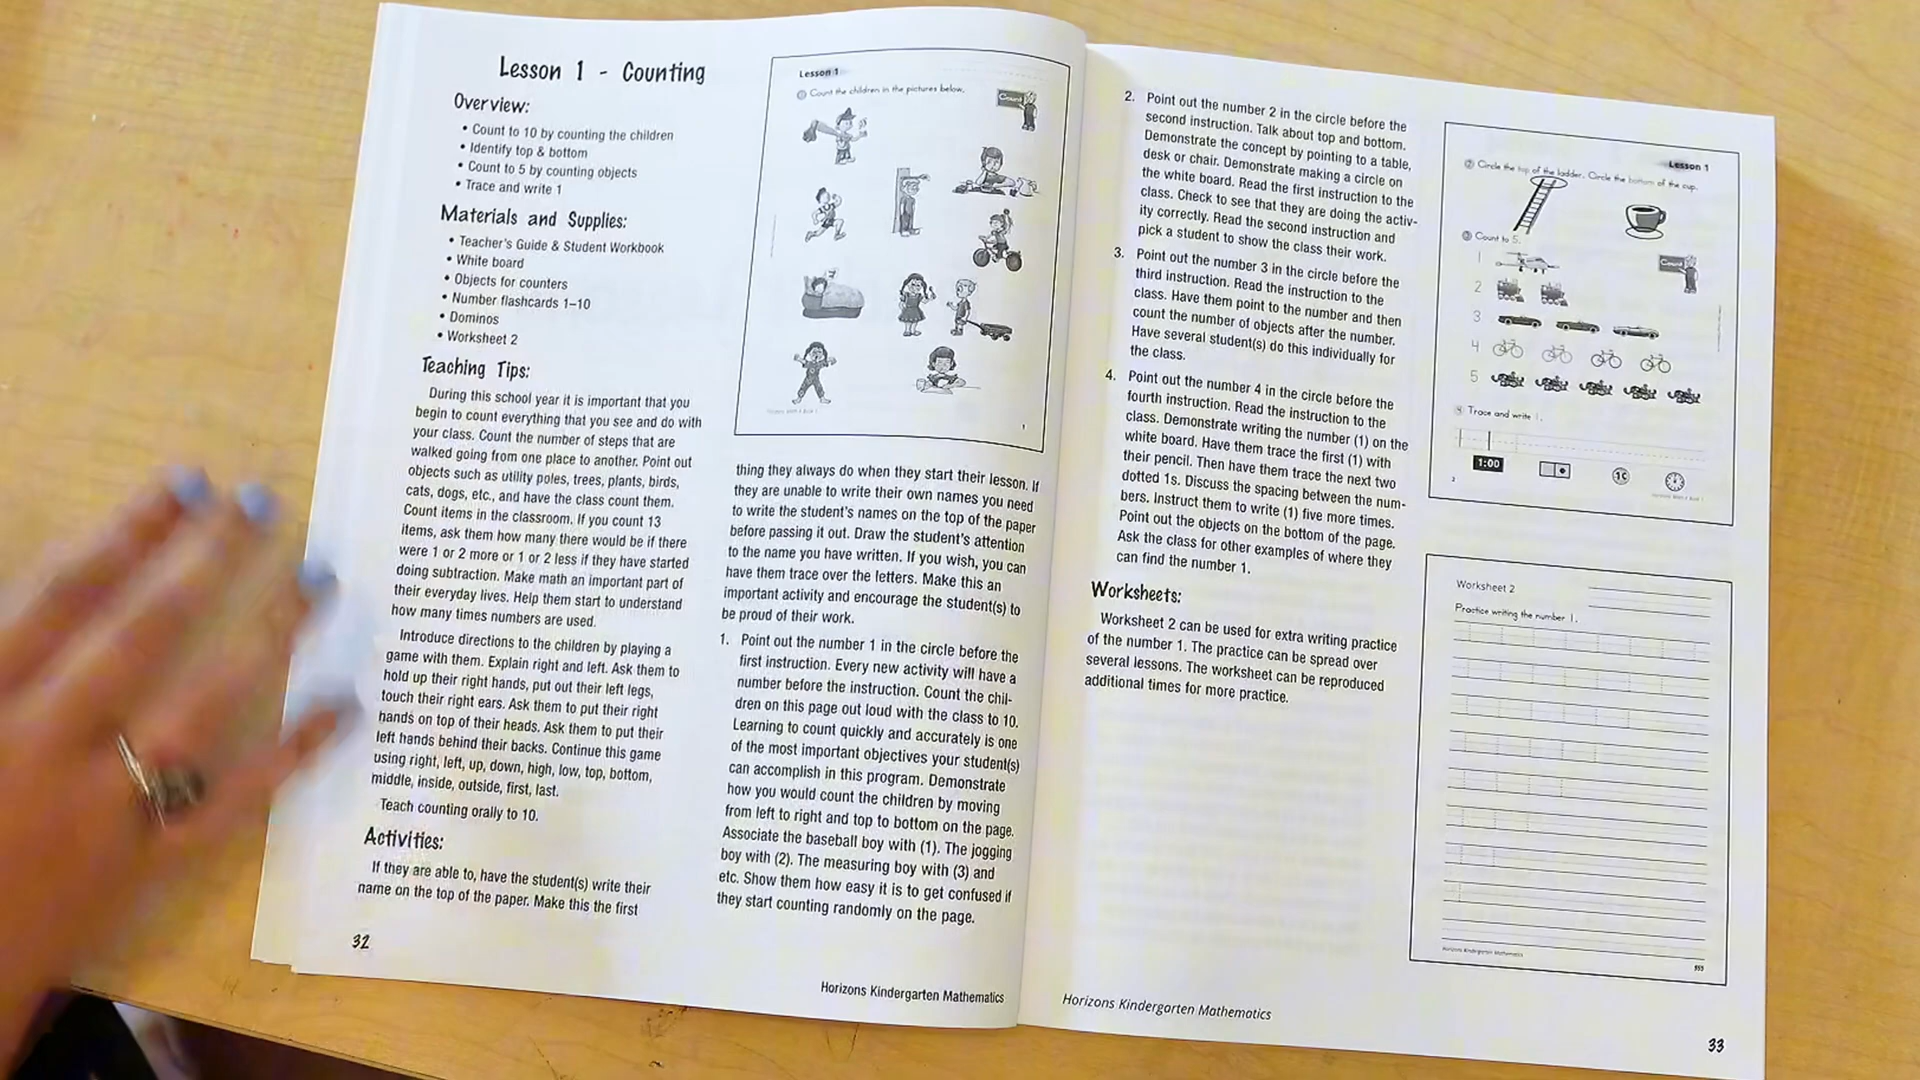 Lesson 1 - Counting
Overview:
• Count to 10 by counting the children
• Identify top & bottom
• Count to 5 by counting objects
• Trace and write 1
Materials and Supplies:
• Teacher's Guide & Student Workbook
• White board
• Objects for counters
• Number flashcards 1–10
• Dominos
• Worksheet 2
Teaching Tips:
During this school year it is important that you
begin to count everything that you see and do with
your class. Count the number of steps that are
walked going from one place to another. Point out
objects such as utility poles, trees, plants, birds,
cats, dogs, etc., and have the class count them.
Count items in the classroom. If you count 13
items, ask them how many there would be if there
were 1 or 2 more or 1 or 2 less if they have started
doing subtraction. Make math an important part of
their everyday lives. Help them start to understand
how many times numbers are used.
Introduce directions to the children by playing a
game with them. Explain right and left. Ask them to
hold up their right hands, put out their left legs,
touch their right ears. Ask them to put their right
hands on top of their heads. Ask them to put their
left hands behind their backs. Continue this game
using right, left, up, down, high, low, top, bottom,
middle, inside, outside, first, last.
Teach counting orally to 10.
Activities:
If they are able to, have the student(s) write their
name on the top of the paper. Make this the first
32
Lesson 1
1 Count the children in the pictures below.
Count
1
thing they always do when they start their lesson. If
they are unable to write their own names you need
to write the student's names on the top of the paper
before passing it out. Draw the student's attention
to the name you have written. If you wish, you can
have them trace over the letters. Make this an
important activity and encourage the student(s) to
be proud of their work.
1. Point out the number 1 in the circle before the
first instruction. Every new activity will have a
number before the instruction. Count the chil-
dren on this page out loud with the class to 10.
Learning to count quickly and accurately is one
of the most important objectives your student(s)
can accomplish in this program. Demonstrate
how you would count the children by moving
from left to right and top to bottom on the page.
Associate the baseball boy with (1). The jogging
boy with (2). The measuring boy with (3) and
etc. Show them how easy it is to get confused if
they start counting randomly on the page.
Horizons Kindergarten Mathematics
2. Point out the number 2 in the circle before the
second instruction. Talk about top and bottom.
Demonstrate the concept by pointing to a table,
desk or chair. Demonstrate making a circle on
the white board. Read the first instruction to the
class. Check to see that they are doing the activ-
ity correctly. Read the second instruction and
pick a student to show the class their work.
3. Point out the number 3 in the circle before the
third instruction. Read the instruction to the
class. Have them point to the number and then
count the number of objects after the number.
Have several student(s) do this individually for
the class.
4. Point out the number 4 in the circle before the
fourth instruction. Read the instruction to the
class. Demonstrate writing the number (1) on the
white board. Have them trace the first (1) with
their pencil. Then have them trace the next two
dotted 1s. Discuss the spacing between the num-
bers. Instruct them to write (1) five more times.
Point out the objects on the bottom of the page.
Ask the class for other examples of where they
can find the number 1.
Worksheets:
Worksheet 2 can be used for extra writing practice
of the number 1. The practice can be spread over
several lessons. The worksheet can be reproduced
additional times for more practice.
Horizons Kindergarten Mathematics
Lesson 1
2 Circle the top of the ladder. Circle the bottom of the cup.
3 Count to 5.
Count
1
2
3
4
5
4 Trace and write 1.
1:00
1¢
2
Worksheet 2
Practice writing the number 1.
Horizons Kindergarten Mathematics
33